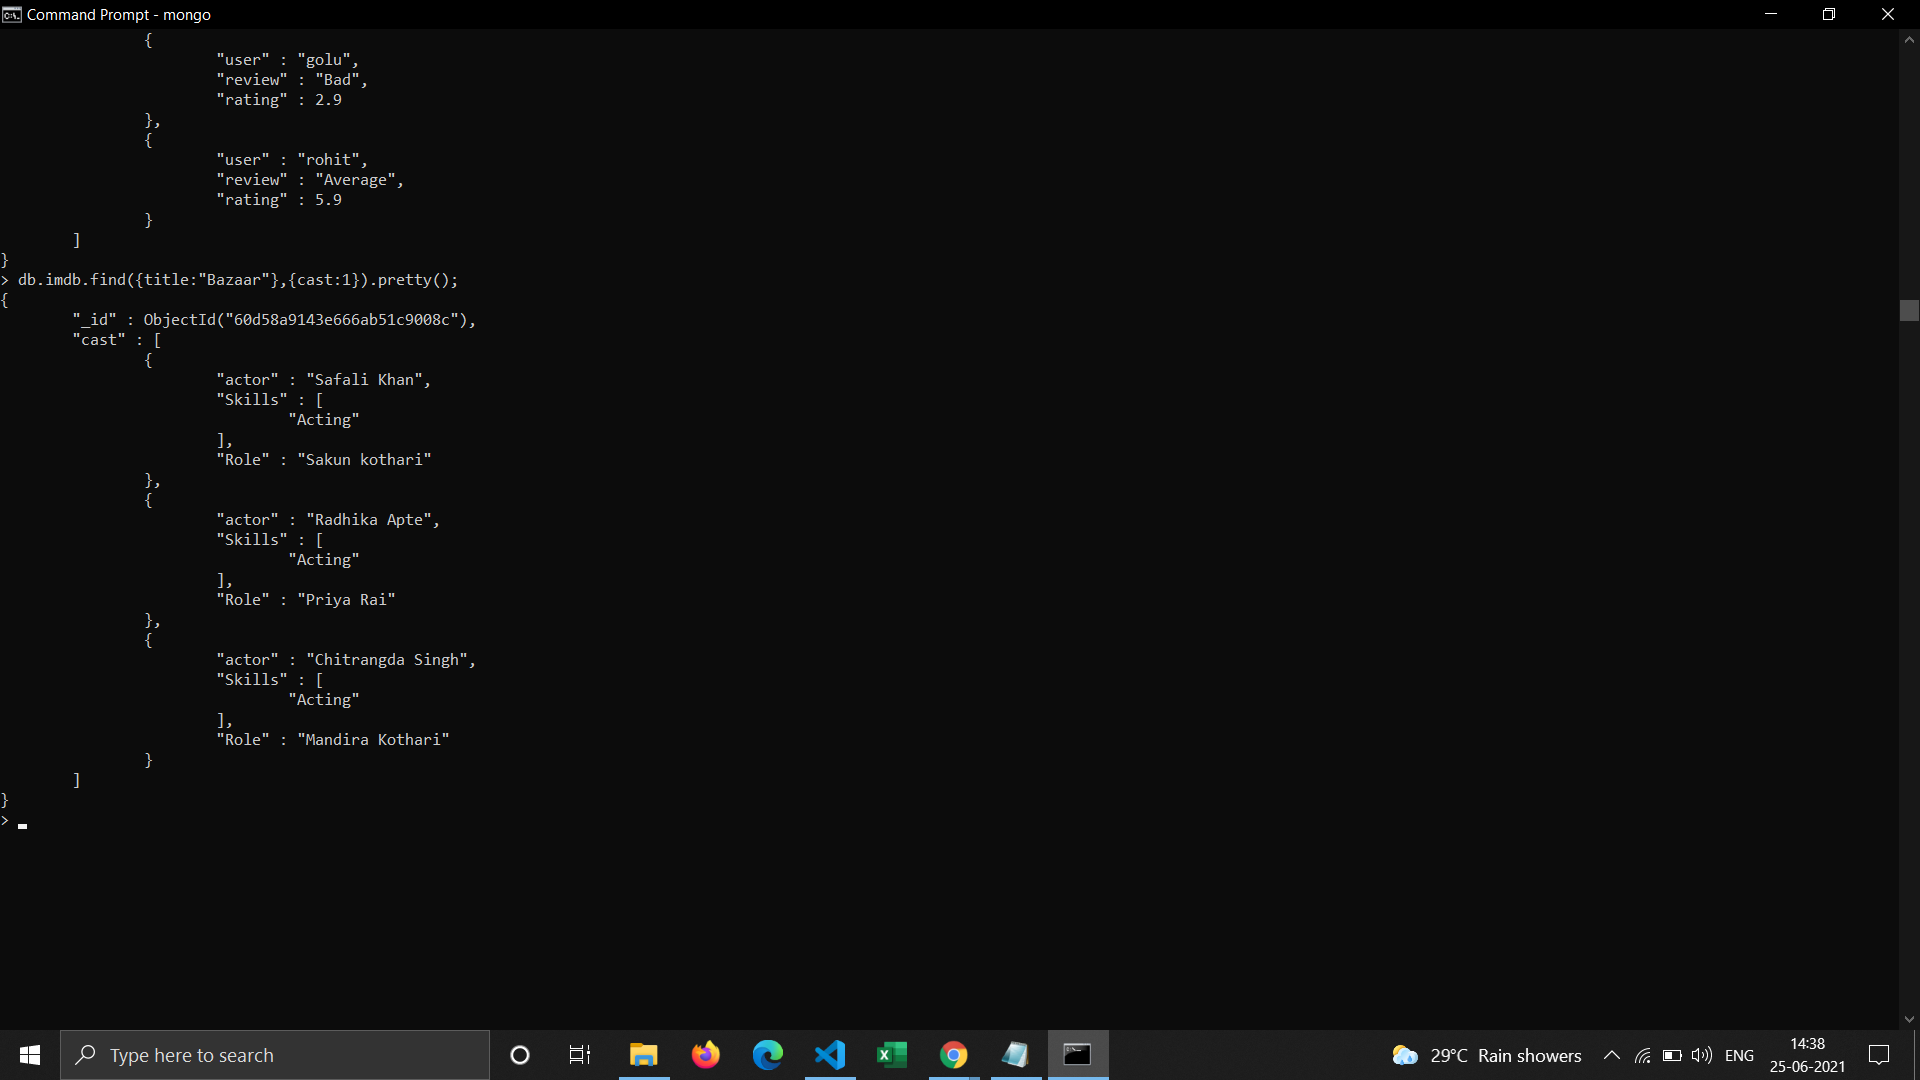 Command Prompt - mongo
{
"user" : "golu",
"review" : "Bad",
"rating" : 2.9
},
{
"user" : "rohit",
"review" : "Average",
"rating" : 5.9
}
]
}
> db.imdb.find({title:"Bazaar"},{cast:1}).pretty();
{
"_id" : ObjectId("60d58a9143e666ab51c9008c"),
"cast" : [
{
"actor" : "Safali Khan",
"Skills" : [
"Acting"
],
"Role" : "Sakun kothari"
},
{
"actor" : "Radhika Apte",
"Skills" : [
"Acting"
],
"Role" : "Priya Rai"
},
{
"actor" : "Chitrangda Singh",
"Skills" : [
"Acting"
],
"Role" : "Mandira Kothari"
}
]
}
>
Type here to search
29°C Rain showers
ENG
14:38
25-06-2021